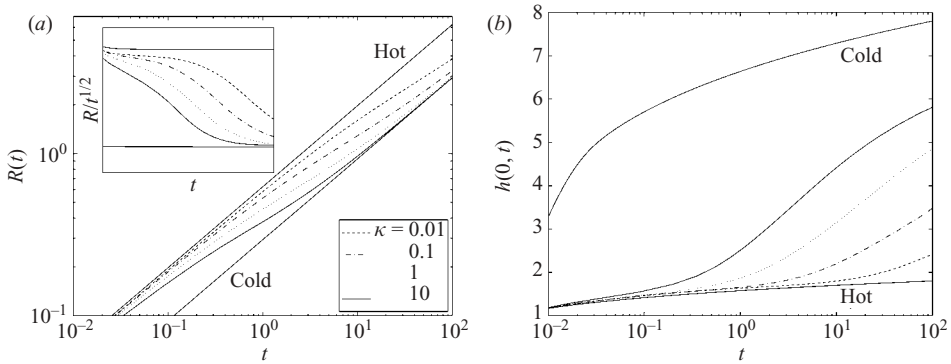 (a)
Hot
R/t^{1/2}
t
R(t)
10^0
κ = 0.01
0.1
1
10
Cold
10^{-1}
10^{-2} 10^{-1} 10^0 10^1 10^2
t
(b)
8
7
6
5
4
3
2
1
h(0, t)
Cold
Hot
10^{-2} 10^{-1} 10^0 10^1 10^2
t